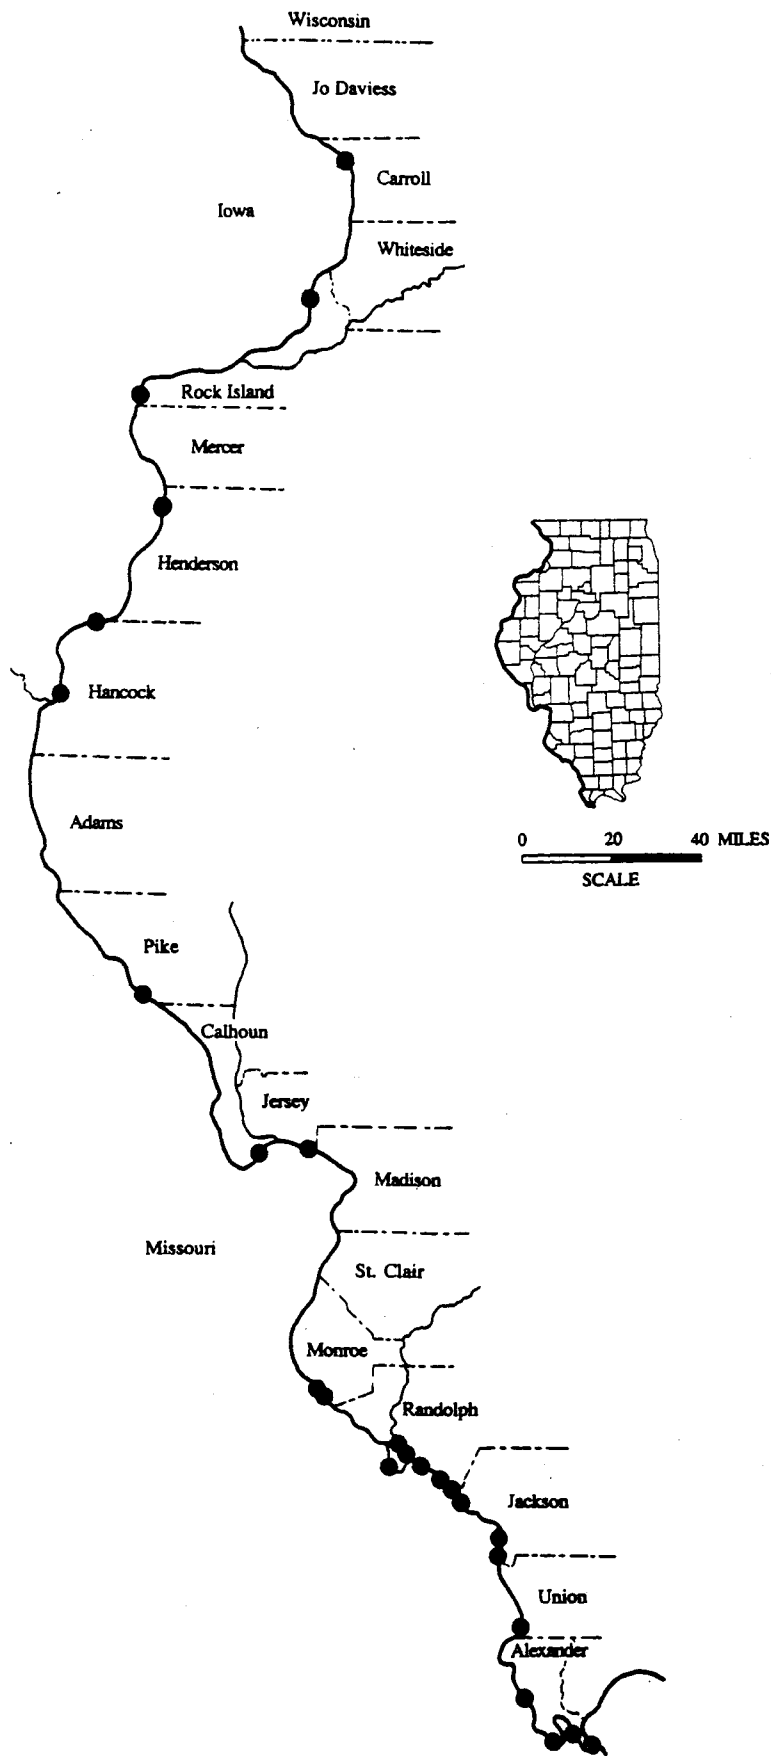 Wisconsin
Jo Daviess
Carroll
Iowa
Whiteside
Rock Island
Mercer
Henderson
Hancock
Adams
0 20 40 MILES
SCALE
Pike
Calhoun
Jersey
Madison
Missouri
St. Clair
Monroe
Randolph
Jackson
Union
Alexander